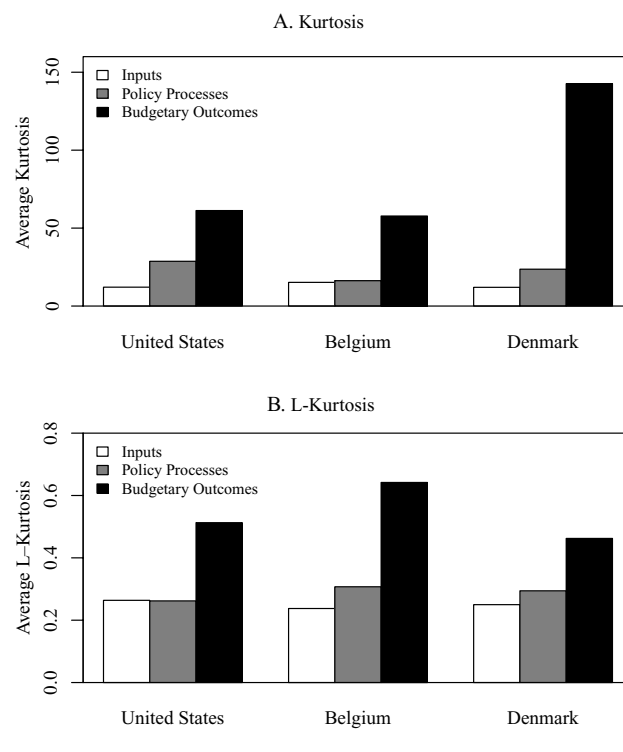 A. Kurtosis
Average Kurtosis
150
100
50
0
Inputs
Policy Processes
Budgetary Outcomes
United States Belgium Denmark
B. L-Kurtosis
Average L–Kurtosis
0.8
0.6
0.4
0.2
0.0
Inputs
Policy Processes
Budgetary Outcomes
United States Belgium Denmark